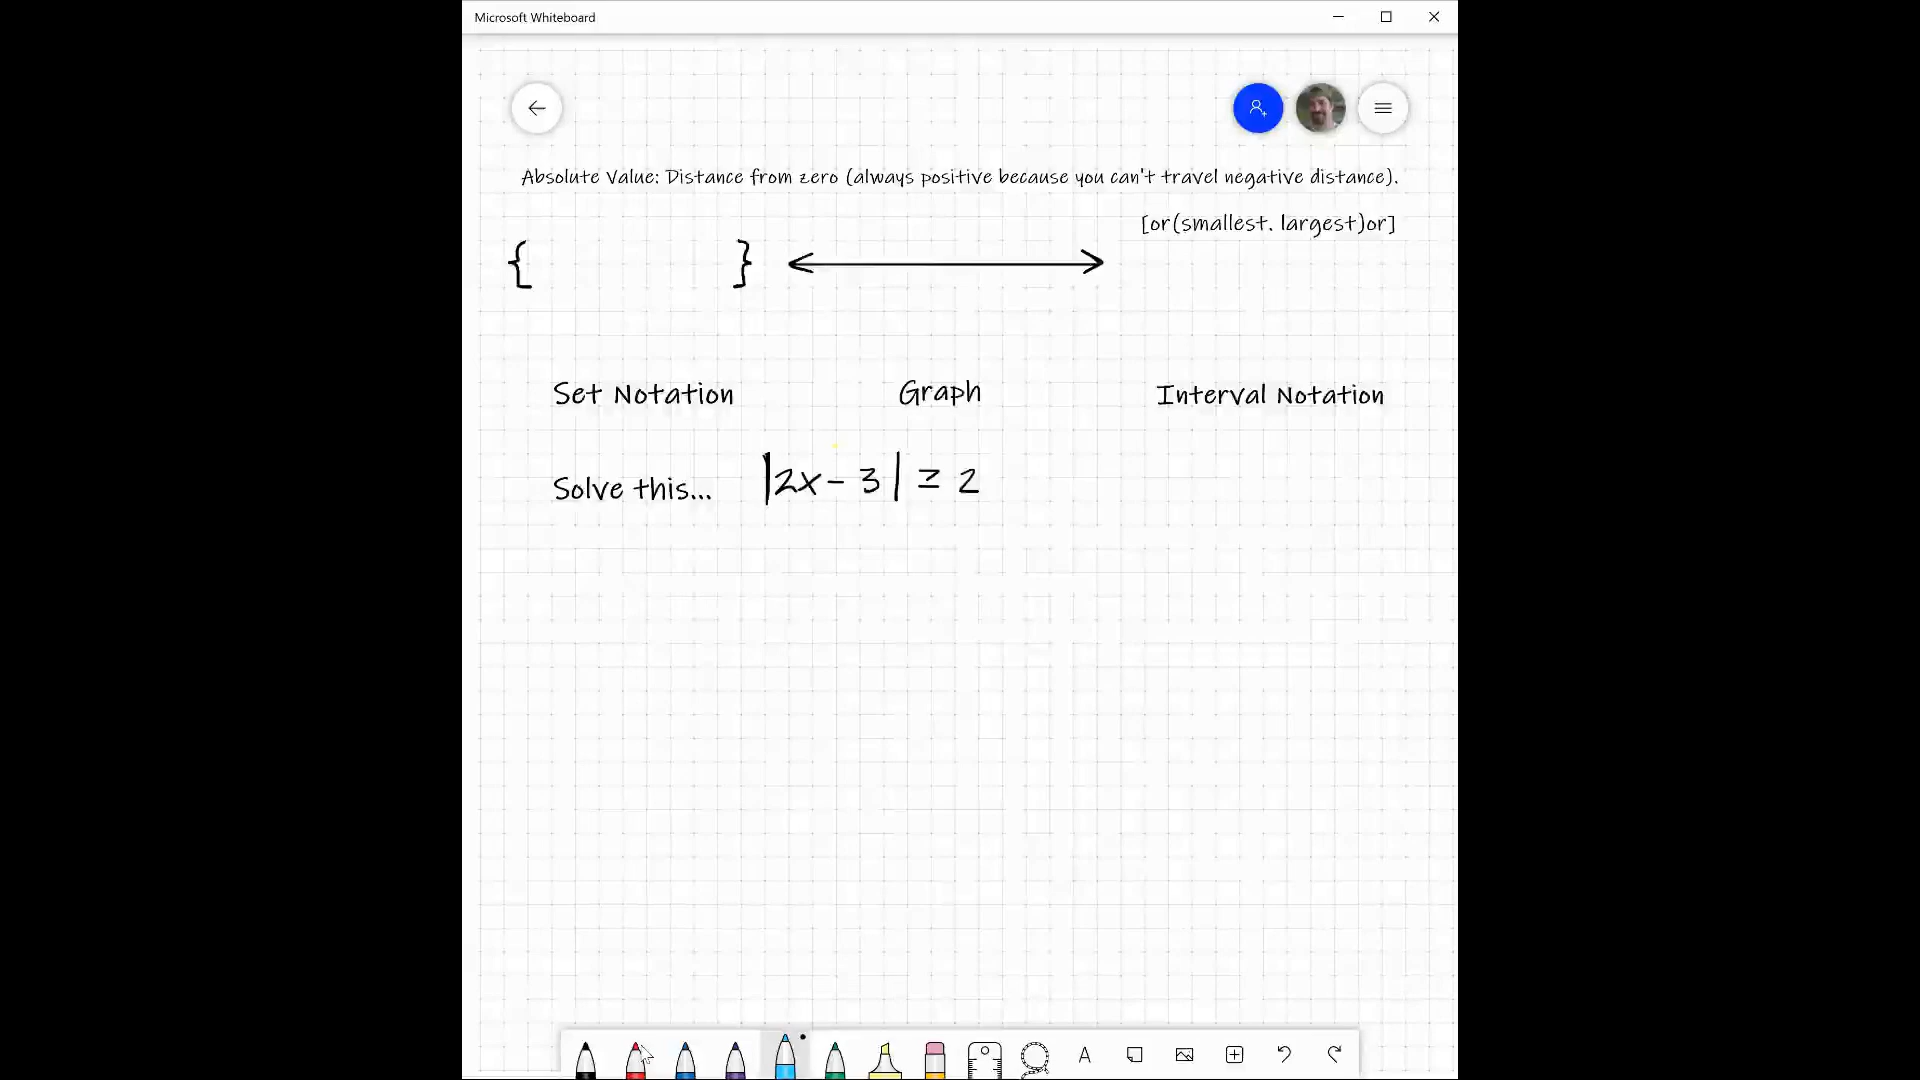 Microsoft Whiteboard
Absolute Value: Distance from zero (always positive because you can't travel negative distance).
[or(smallest. largest)or]
{ }
Set Notation Graph Interval Notation
Solve this... |2x - 3| ≥ 2
A